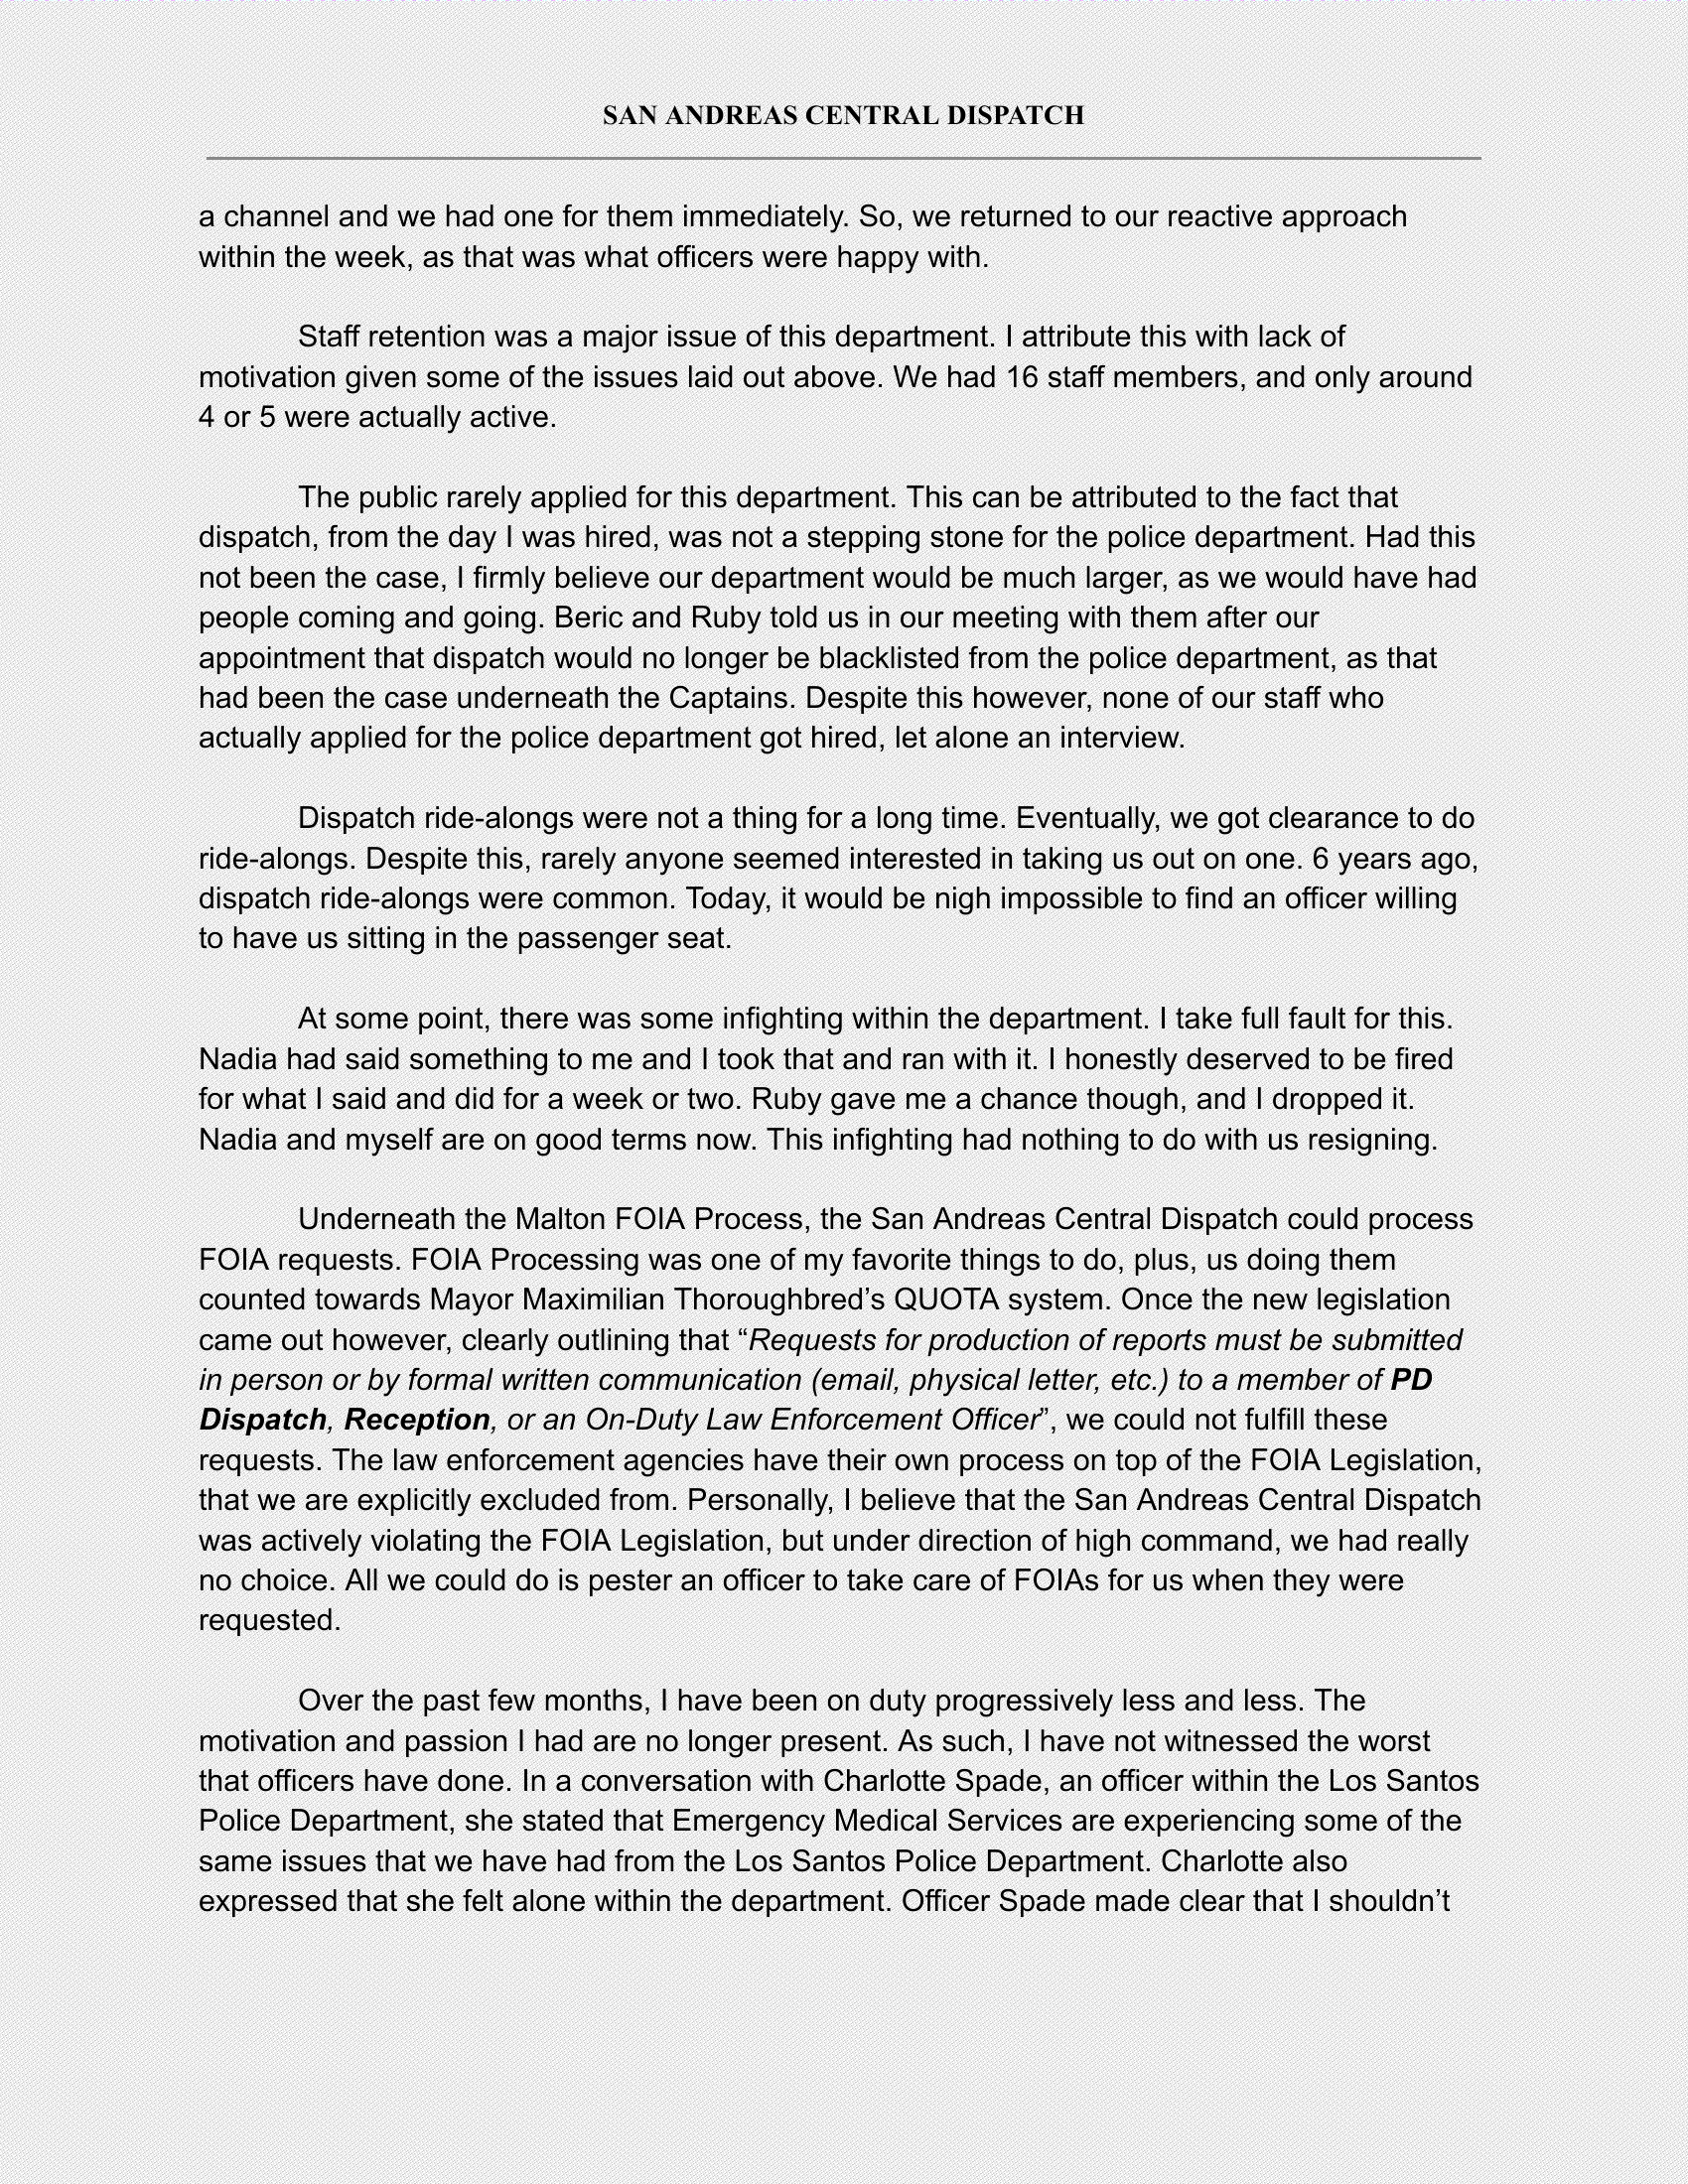 SAN ANDREAS CENTRAL DISPATCH
a channel and we had one for them immediately. So, we returned to our reactive approach
within the week, as that was what officers were happy with.
Staff retention was a major issue of this department. I attribute this with lack of
motivation given some of the issues laid out above. We had 16 staff members, and only around
4 or 5 were actually active.
The public rarely applied for this department. This can be attributed to the fact that
dispatch, from the day I was hired, was not a stepping stone for the police department. Had this
not been the case, I firmly believe our department would be much larger, as we would have had
people coming and going. Beric and Ruby told us in our meeting with them after our
appointment that dispatch would no longer be blacklisted from the police department, as that
had been the case underneath the Captains. Despite this however, none of our staff who
actually applied for the police department got hired, let alone an interview.
Dispatch ride-alongs were not a thing for a long time. Eventually, we got clearance to do
ride-alongs. Despite this, rarely anyone seemed interested in taking us out on one. 6 years ago,
dispatch ride-alongs were common. Today, it would be nigh impossible to find an officer willing
to have us sitting in the passenger seat.
At some point, there was some infighting within the department. I take full fault for this.
Nadia had said something to me and I took that and ran with it. I honestly deserved to be fired
for what I said and did for a week or two. Ruby gave me a chance though, and I dropped it.
Nadia and myself are on good terms now. This infighting had nothing to do with us resigning.
Underneath the Malton FOIA Process, the San Andreas Central Dispatch could process
FOIA requests. FOIA Processing was one of my favorite things to do, plus, us doing them
counted towards Mayor Maximilian Thoroughbred’s QUOTA system. Once the new legislation
came out however, clearly outlining that “Requests for production of reports must be submitted
in person or by formal written communication (email, physical letter, etc.) to a member of PD
Dispatch, Reception, or an On-Duty Law Enforcement Officer”, we could not fulfill these
requests. The law enforcement agencies have their own process on top of the FOIA Legislation,
that we are explicitly excluded from. Personally, I believe that the San Andreas Central Dispatch
was actively violating the FOIA Legislation, but under direction of high command, we had really
no choice. All we could do is pester an officer to take care of FOIAs for us when they were
requested.
Over the past few months, I have been on duty progressively less and less. The
motivation and passion I had are no longer present. As such, I have not witnessed the worst
that officers have done. In a conversation with Charlotte Spade, an officer within the Los Santos
Police Department, she stated that Emergency Medical Services are experiencing some of the
same issues that we have had from the Los Santos Police Department. Charlotte also
expressed that she felt alone within the department. Officer Spade made clear that I shouldn’t